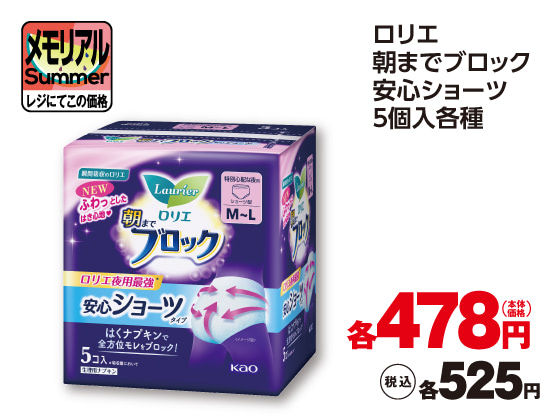 メモリアル
Summer
レジにてこの価格
ロリエ
朝までブロック
安心ショーツ
5個入各種
瞬間吸収のロリエ
NEW
ふわっとした
はき心地
Laurier
ロリエ
朝まで
ブロック
特別心配な夜用
ショーツ型
M~L
ロリエ夜用最強
安心ショーツ
タイプ
はくナプキンで
全方位モレをブロック!
5コ入
生理用ナプキン
Kao
各478円
(本体価格)
税込 各525円